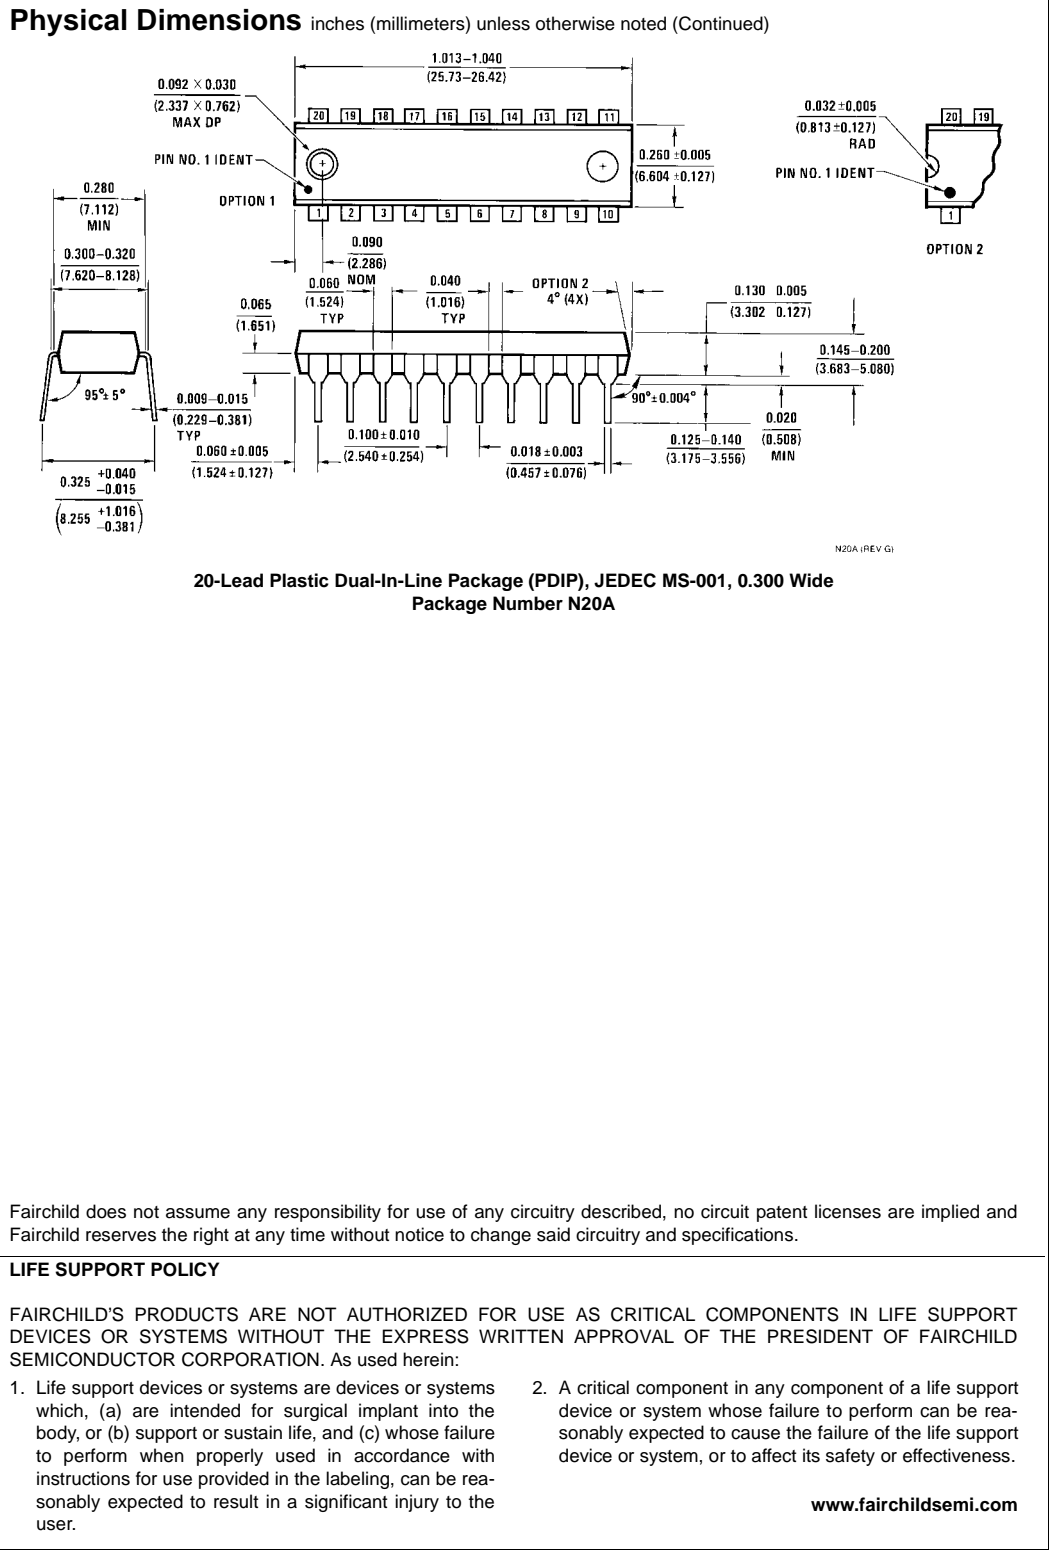 Physical Dimensions inches (millimeters) unless otherwise noted (Continued)
1.013–1.040
(25.73–26.42)
0.092 × 0.030
(2.337 × 0.762)
MAX DP
PIN NO. 1 IDENT
OPTION 1
20 19 18 17 16 15 14 13 12 11
1 2 3 4 5 6 7 8 9 10
0.260 ±0.005
(6.604 ±0.127)
0.032 ±0.005
(0.813 ±0.127)
RAD
PIN NO. 1 IDENT
20 19
1
OPTION 2
0.280
(7.112)
MIN
0.300–0.320
(7.620–8.128)
0.090
(2.286)
NOM
0.060
(1.524)
TYP
0.040
(1.016)
TYP
OPTION 2
4° (4X)
0.065
(1.651)
0.130 0.005
(3.302 0.127)
0.145–0.200
(3.683–5.080)
95°± 5°
0.009–0.015
(0.229–0.381)
TYP
90°±0.004°
0.020
(0.508)
MIN
0.125–0.140
(3.175–3.556)
0.100 ±0.010
(2.540 ±0.254)
0.018 ±0.003
(0.457 ±0.076)
0.060 ±0.005
(1.524 ±0.127)
0.325 +0.040
–0.015
(8.255 +1.016
–0.381)
N20A (REV G)
20-Lead Plastic Dual-In-Line Package (PDIP), JEDEC MS-001, 0.300 Wide
Package Number N20A
Fairchild does not assume any responsibility for use of any circuitry described, no circuit patent licenses are implied and
Fairchild reserves the right at any time without notice to change said circuitry and specifications.
LIFE SUPPORT POLICY
FAIRCHILD'S PRODUCTS ARE NOT AUTHORIZED FOR USE AS CRITICAL COMPONENTS IN LIFE SUPPORT
DEVICES OR SYSTEMS WITHOUT THE EXPRESS WRITTEN APPROVAL OF THE PRESIDENT OF FAIRCHILD
SEMICONDUCTOR CORPORATION. As used herein:
1. Life support devices or systems are devices or systems
which, (a) are intended for surgical implant into the
body, or (b) support or sustain life, and (c) whose failure
to perform when properly used in accordance with
instructions for use provided in the labeling, can be rea-
sonably expected to result in a significant injury to the
user.
2. A critical component in any component of a life support
device or system whose failure to perform can be rea-
sonably expected to cause the failure of the life support
device or system, or to affect its safety or effectiveness.
www.fairchildsemi.com